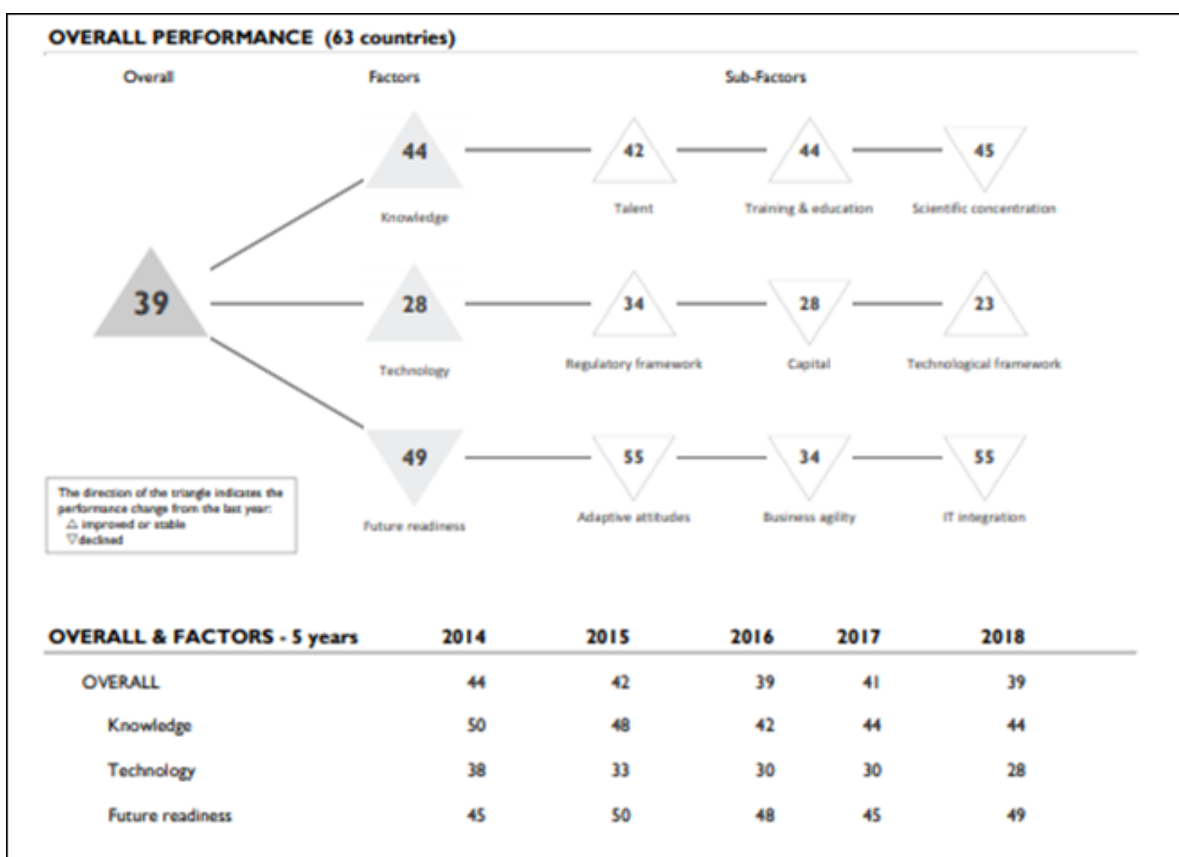 OVERALL PERFORMANCE (63 countries)
Overall Factors Sub-Factors
44 42 44 45
Knowledge Talent Training & education Scientific concentration
39 28 34 28 23
Technology Regulatory framework Capital Technological framework
49 55 34 55
Future readiness Adaptive attitudes Business agility IT integration
The direction of the triangle indicates the
performance change from the last year:
△ improved or stable
▽ declined
OVERALL & FACTORS - 5 years 2014 2015 2016 2017 2018
OVERALL 44 42 39 41 39
Knowledge 50 48 42 44 44
Technology 38 33 30 30 28
Future readiness 45 50 48 45 49